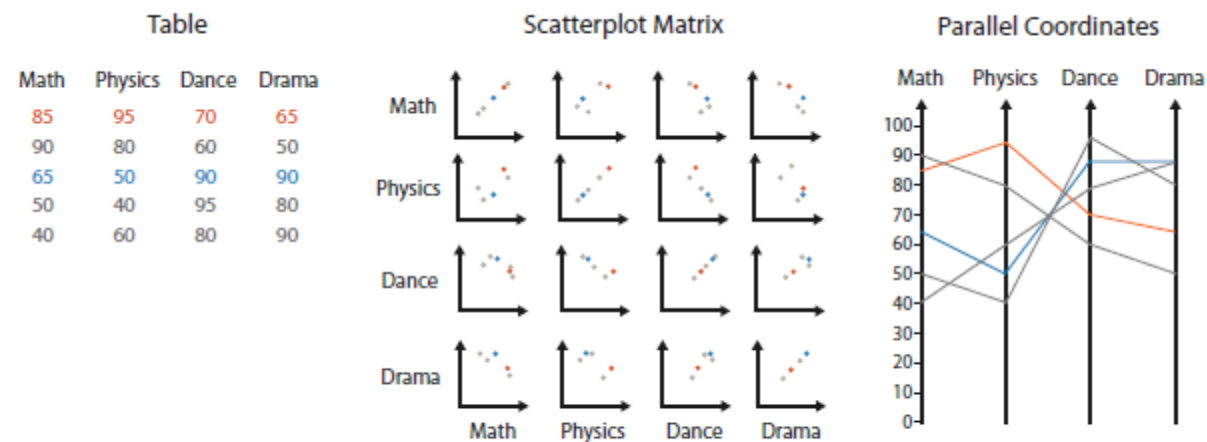 Table
Math Physics Dance Drama
85 95 70 65
90 80 60 50
65 50 90 90
50 40 95 80
40 60 80 90
Scatterplot Matrix
Math
Physics
Dance
Drama
Math Physics Dance Drama
Parallel Coordinates
Math Physics Dance Drama
100
90
80
70
60
50
40
30
20
10
0